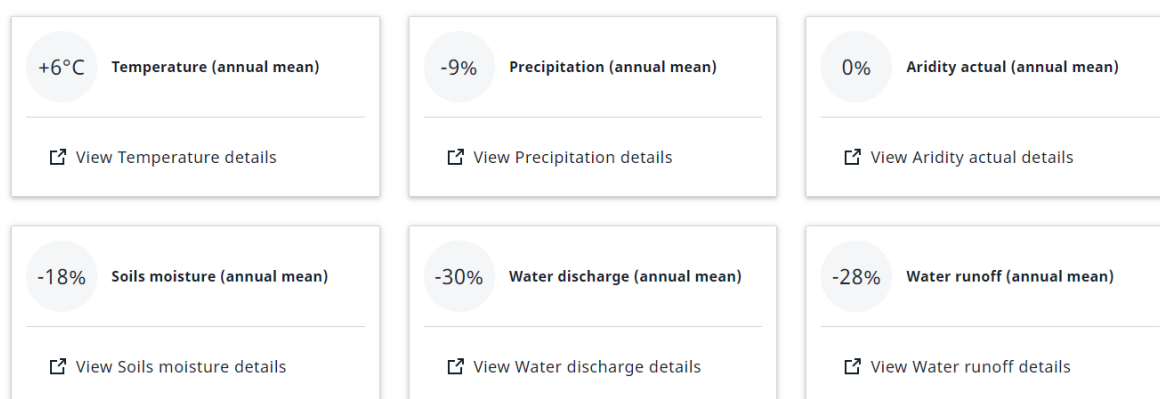 +6°C Temperature (annual mean)
View Temperature details
-9% Precipitation (annual mean)
View Precipitation details
0% Aridity actual (annual mean)
View Aridity actual details
-18% Soils moisture (annual mean)
View Soils moisture details
-30% Water discharge (annual mean)
View Water discharge details
-28% Water runoff (annual mean)
View Water runoff details